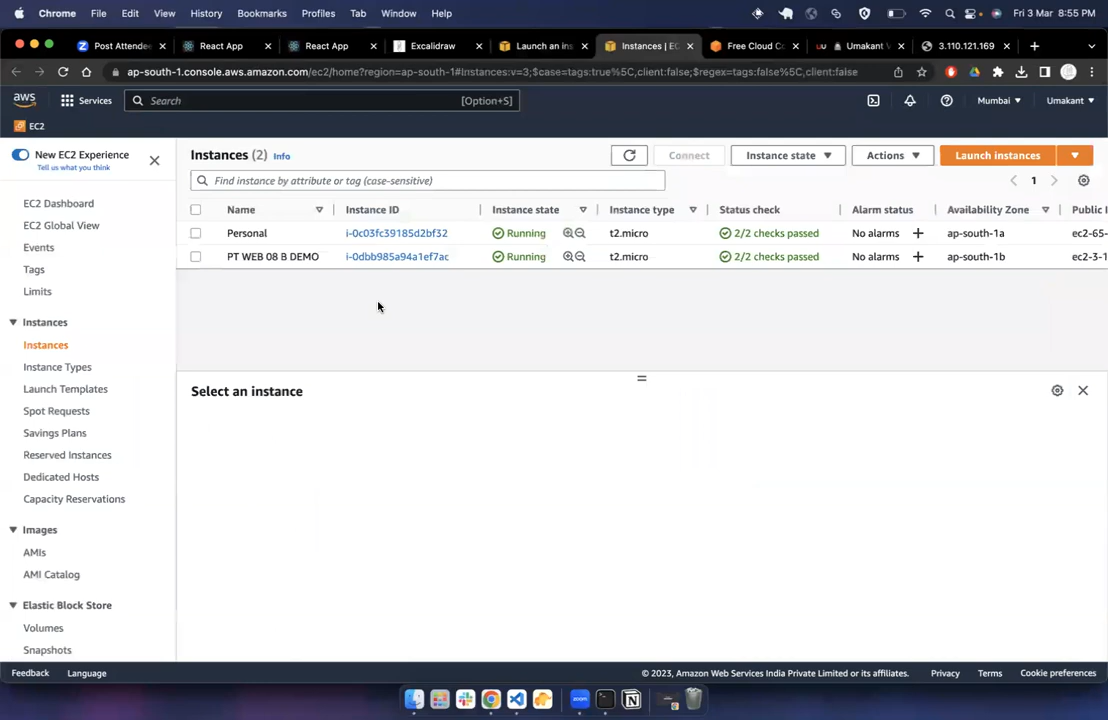 Chrome File Edit View History Bookmarks Profiles Tab Window Help Fri 3 Mar 8:55 PM
Post Attendee React App React App Excalidraw Launch an ins Instances | EC Free Cloud Co Umakant V 3.110.121.169
ap-south-1.console.aws.amazon.com/ec2/home?region=ap-south-1#Instances:v=3;$case=tags:true%5C,client:false;$regex=tags:false%5C,client:false
aws Services Search [Option+S] Mumbai Umakant
EC2
New EC2 Experience
Tell us what you think
EC2 Dashboard
EC2 Global View
Events
Tags
Limits
Instances
Instances
Instance Types
Launch Templates
Spot Requests
Savings Plans
Reserved Instances
Dedicated Hosts
Capacity Reservations
Images
AMIs
AMI Catalog
Elastic Block Store
Volumes
Snapshots
Instances (2) Info Connect Instance state Actions Launch instances
Find instance by attribute or tag (case-sensitive) 1
Name Instance ID Instance state Instance type Status check Alarm status Availability Zone Public I
Personal i-0c03fc39185d2bf32 Running t2.micro 2/2 checks passed No alarms + ap-south-1a ec2-65-
PT WEB 08 B DEMO i-0dbb985a94a1ef7ac Running t2.micro 2/2 checks passed No alarms + ap-south-1b ec2-3-1
Select an instance
Feedback Language © 2023, Amazon Web Services India Private Limited or its affiliates. Privacy Terms Cookie preferences
zoom